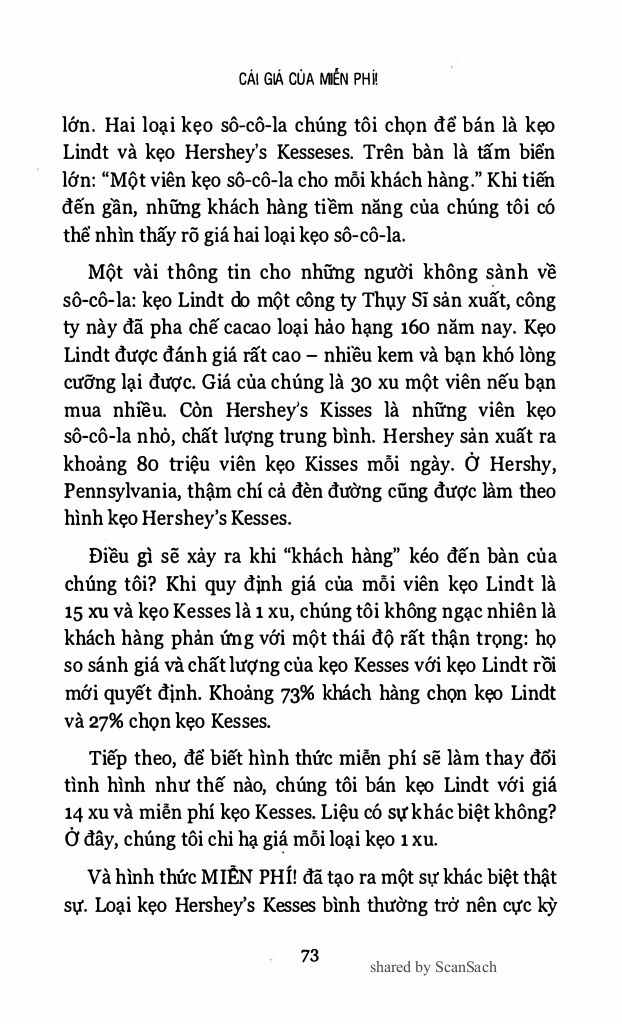 CÁI GIÁ CỦA MIỄN PHÍ!
lớn. Hai loại kẹo sô-cô-la chúng tôi chọn để bán là kẹo
Lindt và kẹo Hershey's Kesseses. Trên bàn là tấm biển
lớn: “Một viên kẹo sô-cô-la cho mỗi khách hàng.” Khi tiến
đến gần, những khách hàng tiềm năng của chúng tôi có
thể nhìn thấy rõ giá hai loại kẹo sô-cô-la.
Một vài thông tin cho những người không sành về
sô-cô-la: kẹo Lindt do một công ty Thụy Sĩ sản xuất, công
ty này đã pha chế cacao loại hảo hạng 160 năm nay. Kẹo
Lindt được đánh giá rất cao – nhiều kem và bạn khó lòng
cưỡng lại được. Giá của chúng là 30 xu một viên nếu bạn
mua nhiều. Còn Hershey's Kisses là những viên kẹo
sô-cô-la nhỏ, chất lượng trung bình. Hershey sản xuất ra
khoảng 80 triệu viên kẹo Kisses mỗi ngày. Ở Hershy,
Pennsylvania, thậm chí cả đèn đường cũng được làm theo
hình kẹo Hershey's Kesses.
Điều gì sẽ xảy ra khi “khách hàng” kéo đến bàn của
chúng tôi? Khi quy định giá của mỗi viên kẹo Lindt là
15 xu và kẹo Kesses là 1 xu, chúng tôi không ngạc nhiên là
khách hàng phản ứng với một thái độ rất thận trọng: họ
so sánh giá và chất lượng của kẹo Kesses với kẹo Lindt rồi
mới quyết định. Khoảng 73% khách hàng chọn kẹo Lindt
và 27% chọn kẹo Kesses.
Tiếp theo, để biết hình thức miễn phí sẽ làm thay đổi
tình hình như thế nào, chúng tôi bán kẹo Lindt với giá
14 xu và miễn phí kẹo Kesses. Liệu có sự khác biệt không?
Ở đây, chúng tôi chỉ hạ giá mỗi loại kẹo 1 xu.
Và hình thức MIỄN PHÍ! đã tạo ra một sự khác biệt thật
sự. Loại kẹo Hershey's Kesses bình thường trở nên cực kỳ
73
shared by ScanSach